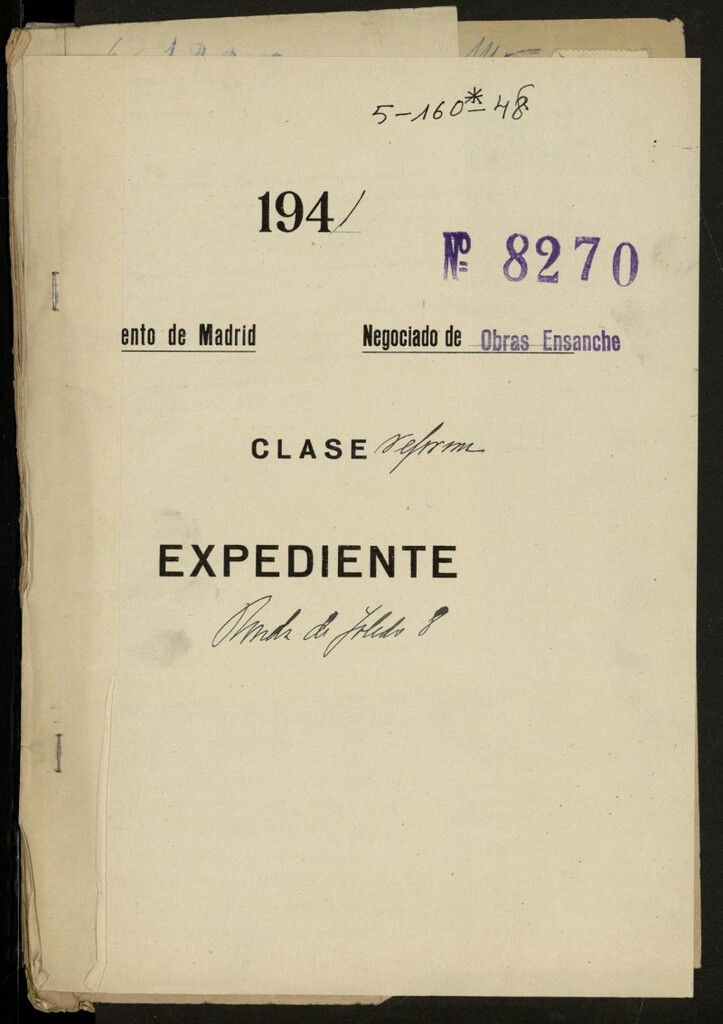 5-160*-48
1941
Nº 8270
ento de Madrid Negociado de Obras Ensanche
CLASE reforma
EXPEDIENTE
Ronda de Toledo 8